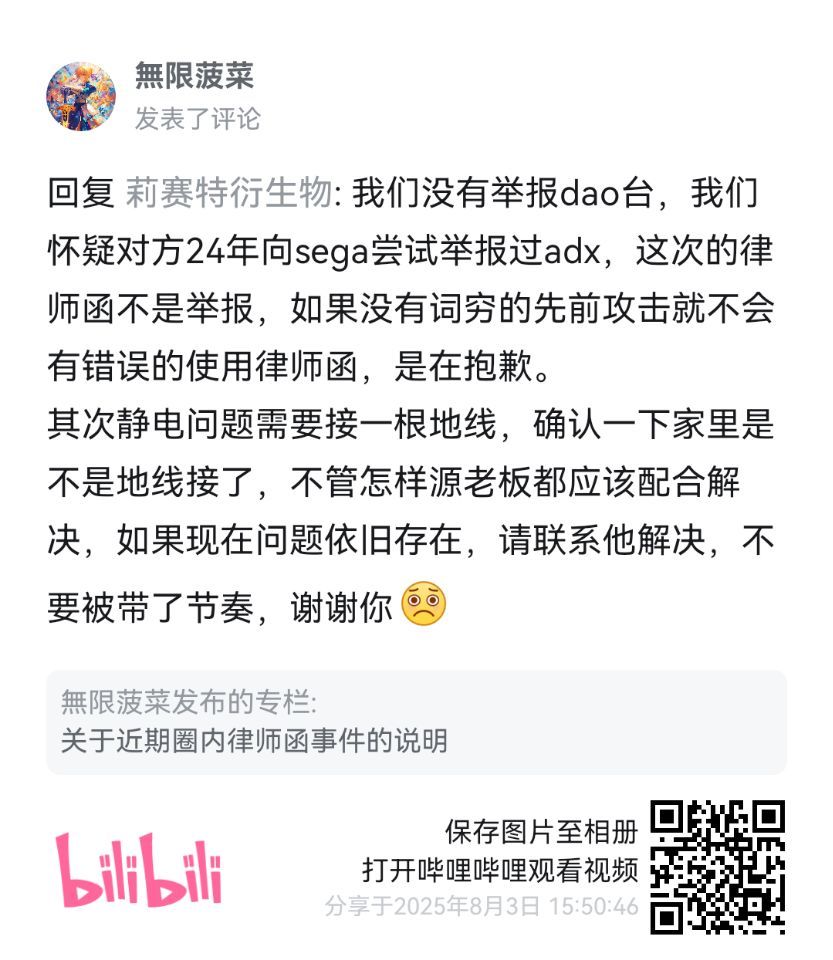 無限菠菜
发表了评论
回复 莉赛特衍生物: 我们没有举报dao台，我们
怀疑对方24年向sega尝试举报过adx，这次的律
师函不是举报，如果没有词穷的先前攻击就不会
有错误的使用律师函，是在抱歉。
其次静电问题需要接一根地线，确认一下家里是
不是地线接了，不管怎样源老板都应该配合解
决，如果现在问题依旧存在，请联系他解决，不
要被带了节奏，谢谢你
無限菠菜发布的专栏:
关于近期圈内律师函事件的说明
bilibili
保存图片至相册
打开哔哩哔哩观看视频
分享于2025年8月3日 15:50:46